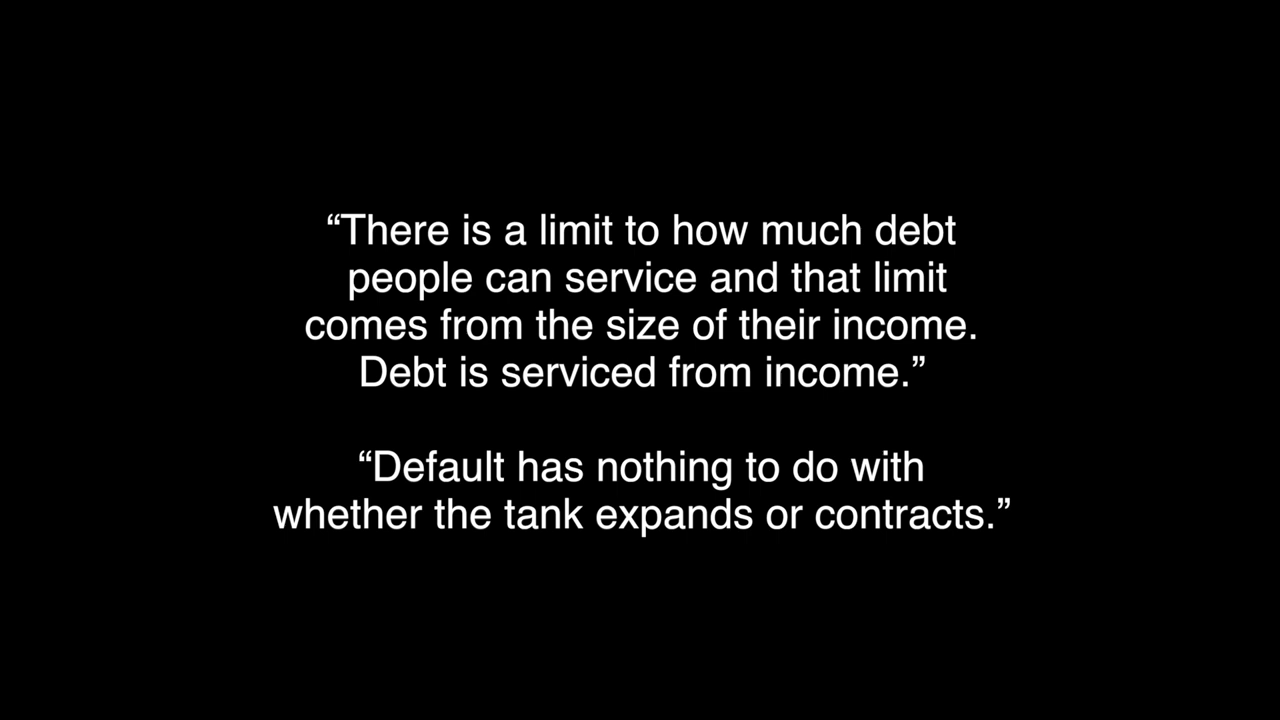 “There is a limit to how much debt
people can service and that limit
comes from the size of their income.
Debt is serviced from income.”
“Default has nothing to do with
whether the tank expands or contracts.”